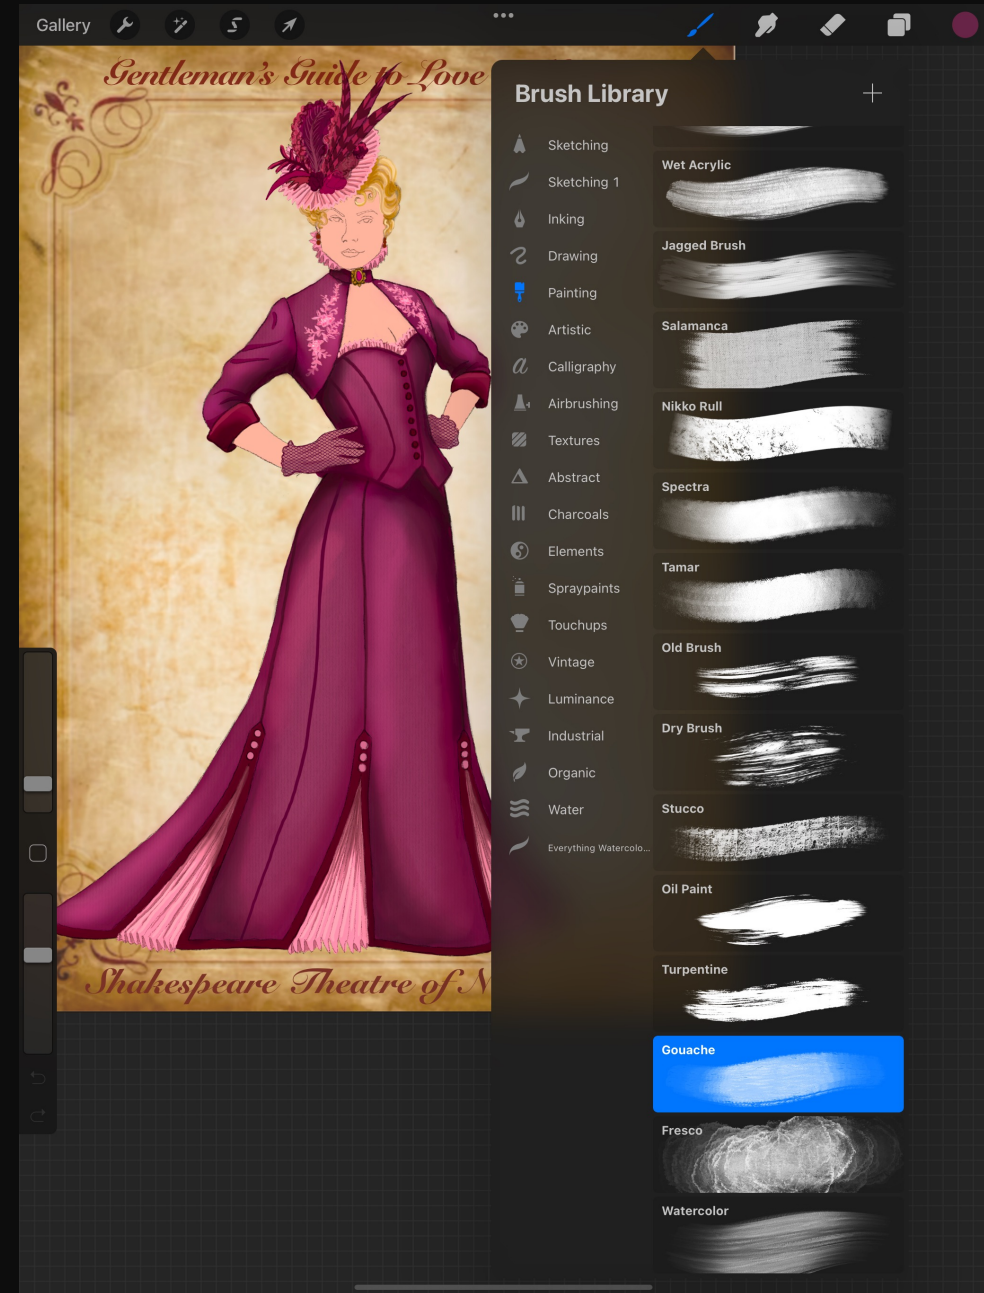 Gallery
Gentleman's Guide to Love
Brush Library
Sketching
Sketching 1
Inking
Drawing
Painting
Artistic
Calligraphy
Airbrushing
Textures
Abstract
Charcoals
Elements
Spraypaints
Touchups
Vintage
Luminance
Industrial
Organic
Water
Everything Watercolo...
Wet Acrylic
Jagged Brush
Salamanca
Nikko Rull
Spectra
Tamar
Old Brush
Dry Brush
Stucco
Oil Paint
Turpentine
Gouache
Fresco
Watercolor
Shakespeare Theatre of N